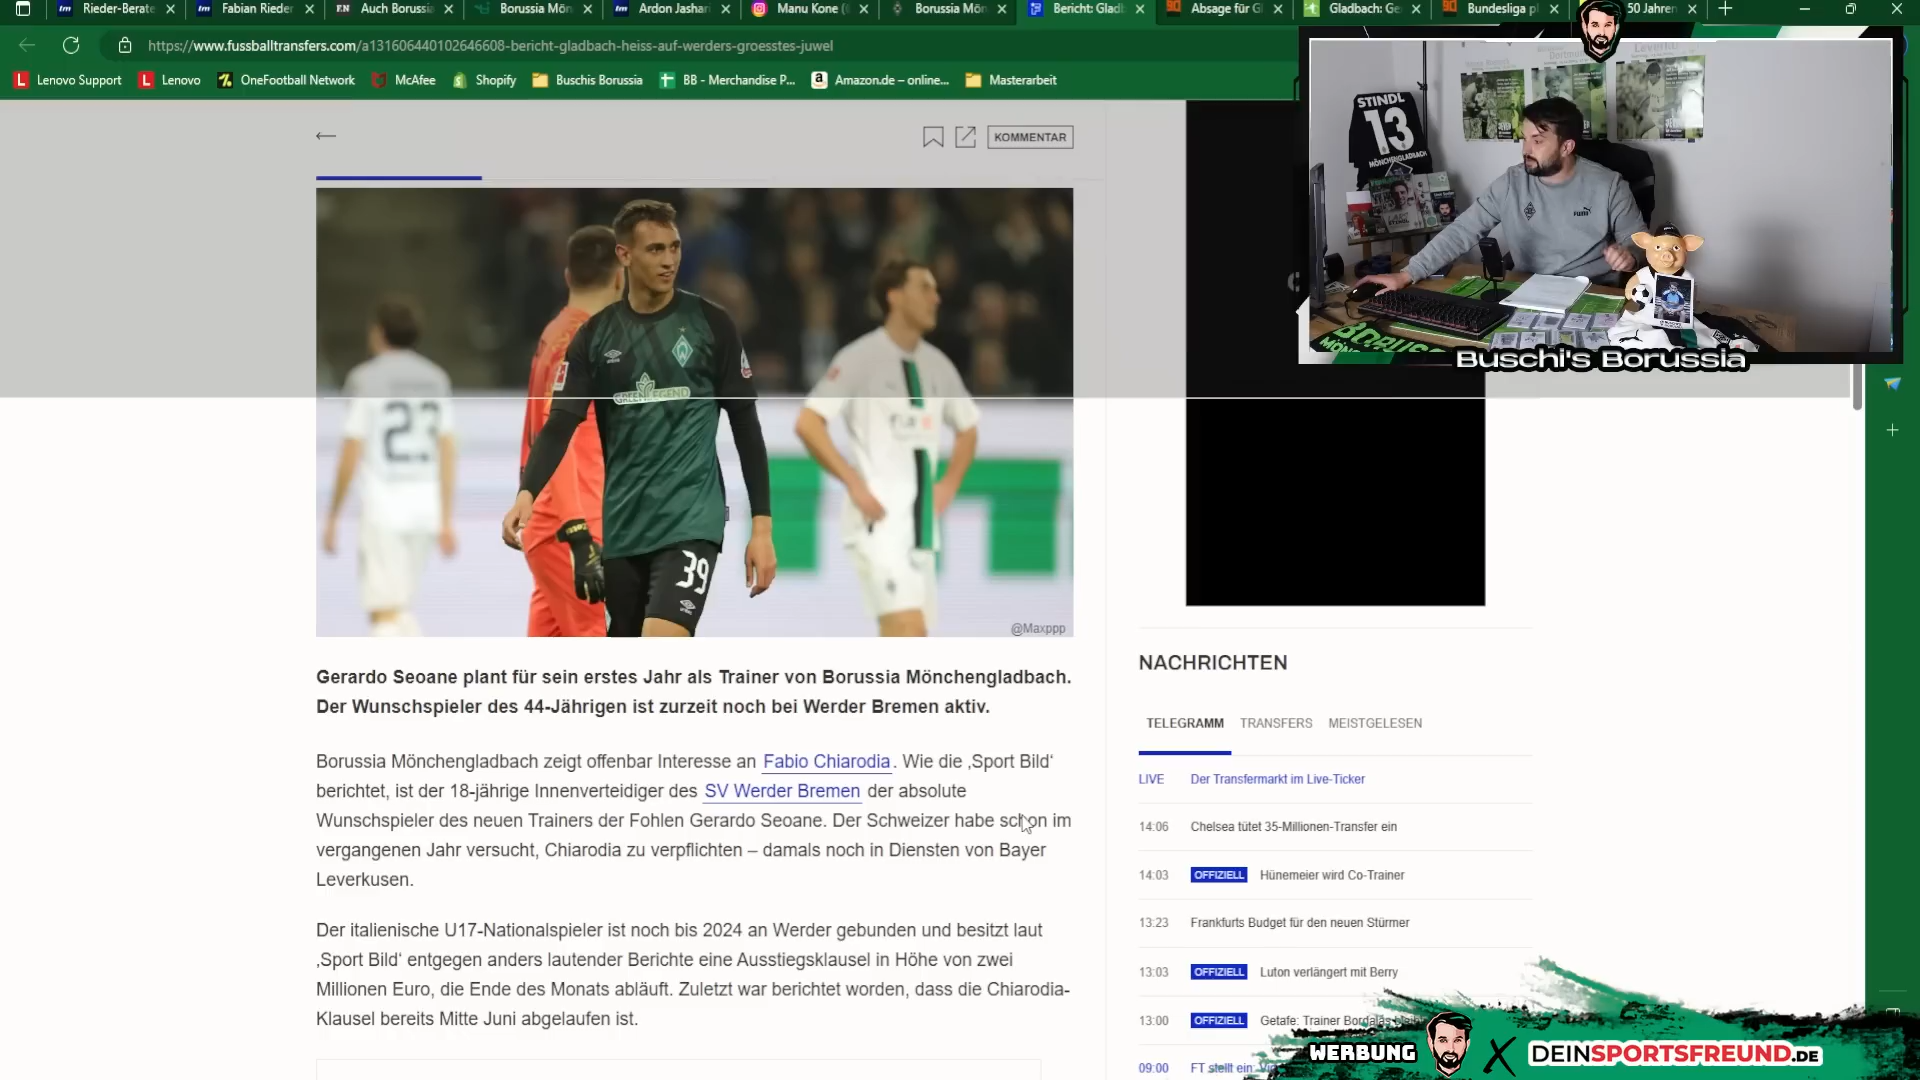 Rieder-Berate
Fabian Rieder
Auch Borussia
Borussia Mön
Ardon Jashari
Manu Kone (
Borussia Mön
Bericht: Gladb
Absage für Gl
Gladbach: Ge
Bundesliga pl
50 Jahren
https://www.fussballtransfers.com/a131606440102646608-bericht-gladbach-heiss-auf-werders-groesstes-juwel
Lenovo Support
Lenovo
OneFootball Network
McAfee
Shopify
Buschis Borussia
BB - Merchandise P...
Amazon.de – online...
Masterarbeit
KOMMENTAR
STINDL
13
MÖNCHENGLADBACH
PUMA
Buschi's Borussia
23
GREENLEGEND
39
@Maxppp
Gerardo Seoane plant für sein erstes Jahr als Trainer von Borussia Mönchengladbach.
Der Wunschspieler des 44-Jährigen ist zurzeit noch bei Werder Bremen aktiv.
Borussia Mönchengladbach zeigt offenbar Interesse an Fabio Chiarodia. Wie die ‚Sport Bild‘
berichtet, ist der 18-jährige Innenverteidiger des SV Werder Bremen der absolute
Wunschspieler des neuen Trainers der Fohlen Gerardo Seoane. Der Schweizer habe schon im
vergangenen Jahr versucht, Chiarodia zu verpflichten – damals noch in Diensten von Bayer
Leverkusen.
Der italienische U17-Nationalspieler ist noch bis 2024 an Werder gebunden und besitzt laut
‚Sport Bild‘ entgegen anders lautender Berichte eine Ausstiegsklausel in Höhe von zwei
Millionen Euro, die Ende des Monats abläuft. Zuletzt war berichtet worden, dass die Chiarodia-
Klausel bereits Mitte Juni abgelaufen ist.
NACHRICHTEN
TELEGRAMM TRANSFERS MEISTGELESEN
LIVE Der Transfermarkt im Live-Ticker
14:06 Chelsea tütet 35-Millionen-Transfer ein
14:03 OFFIZIELL Hünemeier wird Co-Trainer
13:23 Frankfurts Budget für den neuen Stürmer
13:03 OFFIZIELL Luton verlängert mit Berry
13:00 OFFIZIELL Getafe: Trainer Bordalás
09:00 FT stellt ein:
WERBUNG X DEINSPORTSFREUND.DE